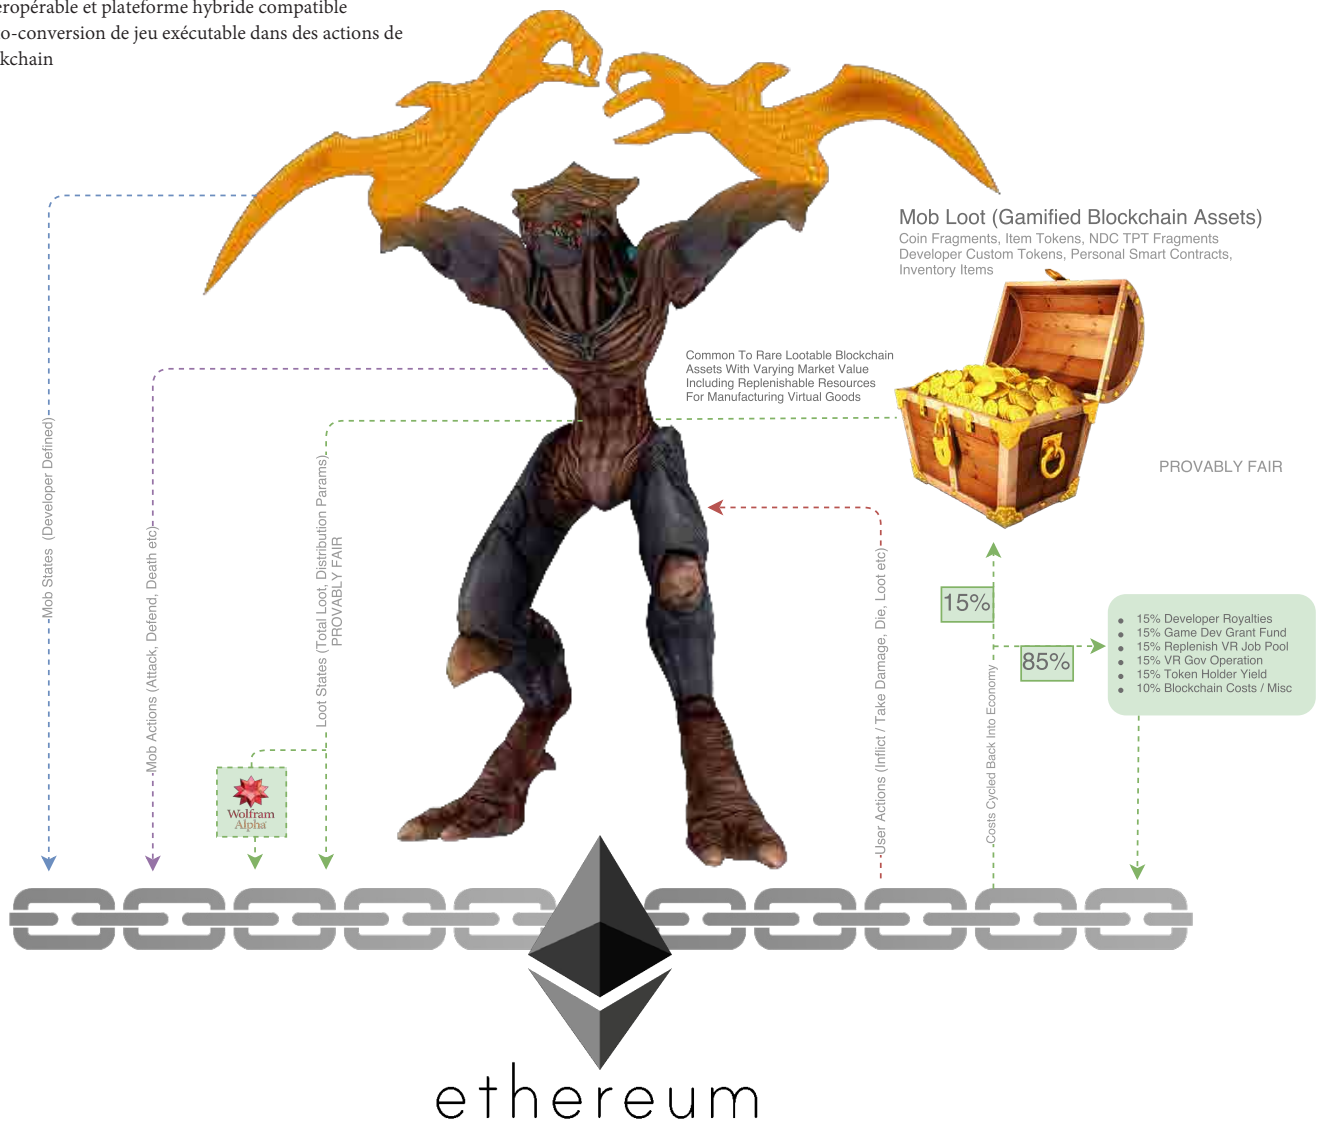 et plateforme hybride compatible
de jeu exécutable dans des actions de
Mob Loot (Gamified Blockchain Assets)
Coin Fragments, Item Tokens, NDC TPT Fragments
Developer Custom Tokens, Personal Smart Contracts,
Inventory Items
Common To Rare Lootable Blockchain
Assets With Varying Market Value
Including Replenishable Resources
For Manufacturing Virtual Goods
PROVABLY FAIR
Mob States (Developer Defined)
Mob Actions (Attack, Defend, Death etc)
Loot States (Total Loot, Distribution Params)
PROVABLY FAIR
Wolfram
Alpha
User Actions (Inflict / Take Damage, Die, Loot etc)
Costs Cycled Back Into Economy
15%
85%
• 15% Developer Royalties
• 15% Game Dev Grant Fund
• 15% Replenish VR Job Pool
• 15% VR Gov Operation
• 15% Token Holder Yield
• 10% Blockchain Costs / Misc
ethereum